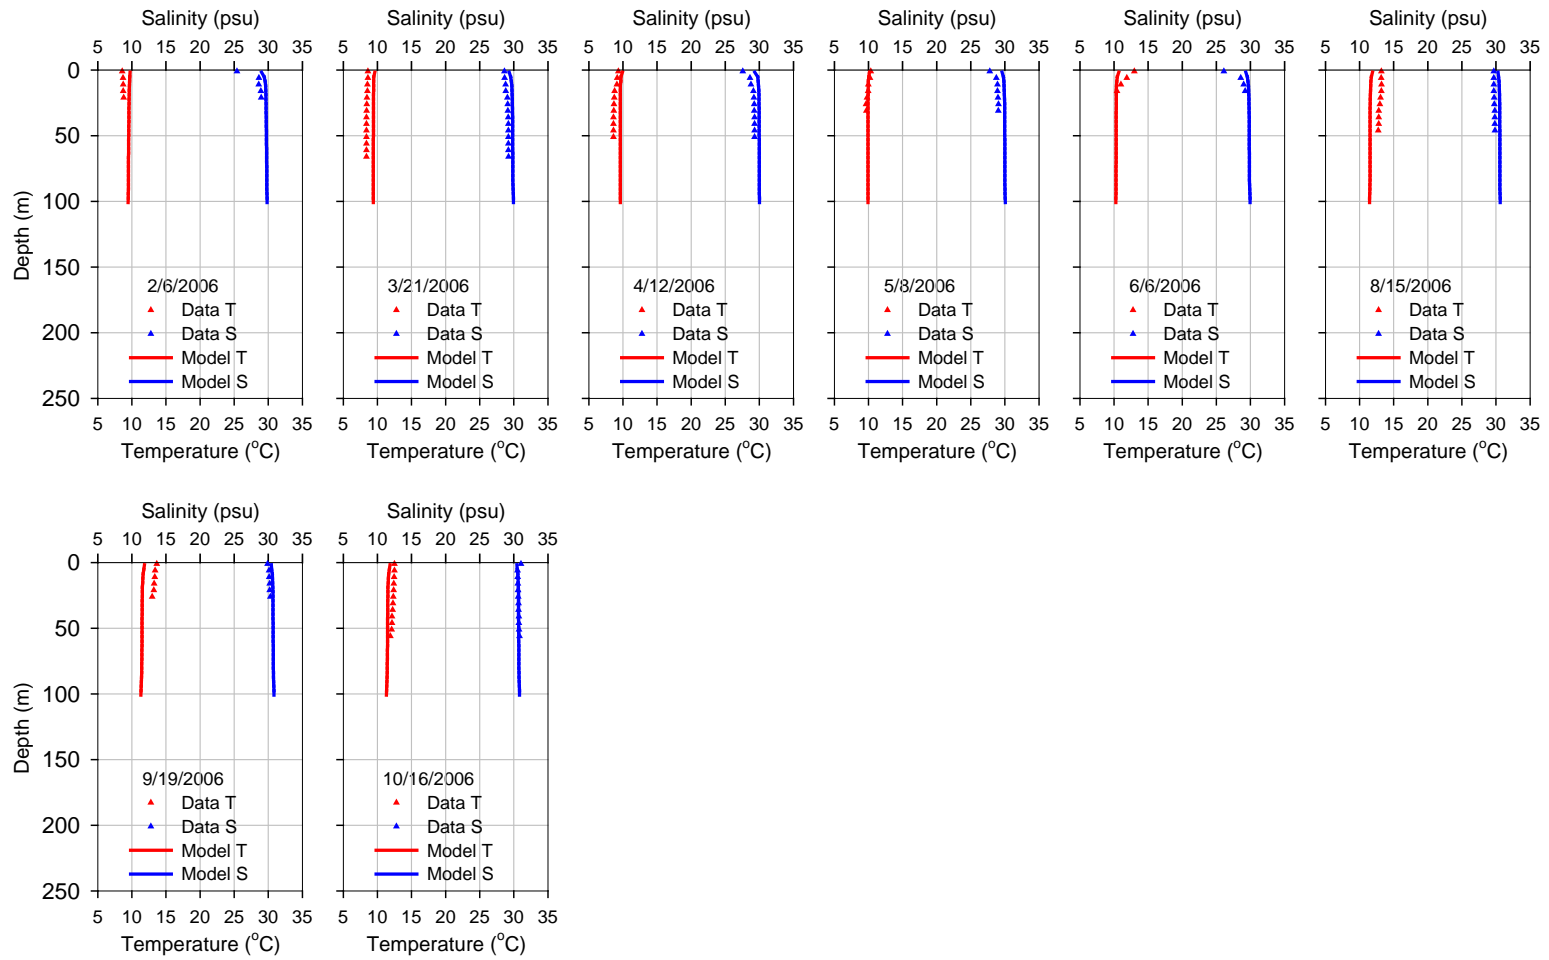 Salinity (psu) Salinity (psu) Salinity (psu) Salinity (psu) Salinity (psu) Salinity (psu)
5 10 15 20 25 30 35 5 10 15 20 25 30 35 5 10 15 20 25 30 35 5 10 15 20 25 30 35 5 10 15 20 25 30 35 5 10 15 20 25 30 35
0
50
100
150
200
250
Depth (m)
2/6/2006 3/21/2006 4/12/2006 5/8/2006 6/6/2006 8/15/2006
Data T Data T Data T Data T Data T Data T
Data S Data S Data S Data S Data S Data S
Model T Model T Model T Model T Model T Model T
Model S Model S Model S Model S Model S Model S
5 10 15 20 25 30 35 5 10 15 20 25 30 35 5 10 15 20 25 30 35 5 10 15 20 25 30 35 5 10 15 20 25 30 35 5 10 15 20 25 30 35
Temperature (°C) Temperature (°C) Temperature (°C) Temperature (°C) Temperature (°C) Temperature (°C)
Salinity (psu) Salinity (psu)
5 10 15 20 25 30 35 5 10 15 20 25 30 35
0
50
100
150
200
250
Depth (m)
9/19/2006 10/16/2006
Data T Data T
Data S Data S
Model T Model T
Model S Model S
5 10 15 20 25 30 35 5 10 15 20 25 30 35
Temperature (°C) Temperature (°C)